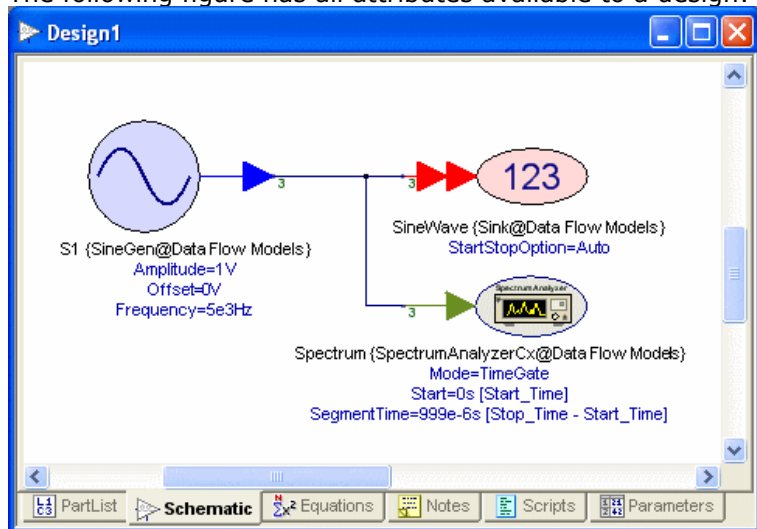 The following figure has all attributes available to a design.
Design1
123
3
3
SineWave {Sink@Data Flow Models}
StartStopOption=Auto
S1 {SineGen@Data Flow Models}
Amplitude=1V
Offset=0V
Frequency=5e3Hz
Spectrum Analyzer
3
Spectrum {SpectrumAnalyzerCx@Data Flow Models}
Mode=TimeGate
Start=0s [Start_Time]
SegmentTime=999e-6s [Stop_Time - Start_Time]
PartList Schematic Equations Notes Scripts Parameters